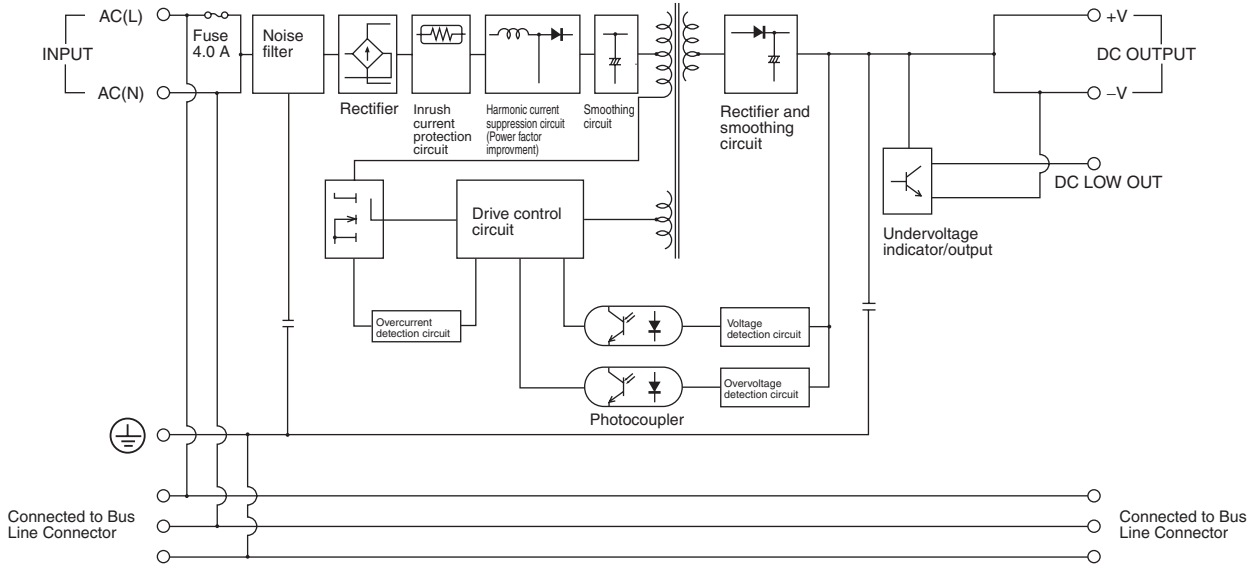 AC(L)
INPUT
AC(N)
Fuse
4.0 A
Noise
filter
Rectifier
Inrush
current
protection
circuit
Harmonic current
suppression circuit
(Power factor
improvment)
Smoothing
circuit
Rectifier and
smoothing
circuit
+V
DC OUTPUT
–V
DC LOW OUT
Undervoltage
indicator/output
Drive control
circuit
Overcurrent
detection circuit
Voltage
detection circuit
Overvoltage
detection circuit
Photocoupler
Connected to Bus
Line Connector
Connected to Bus
Line Connector